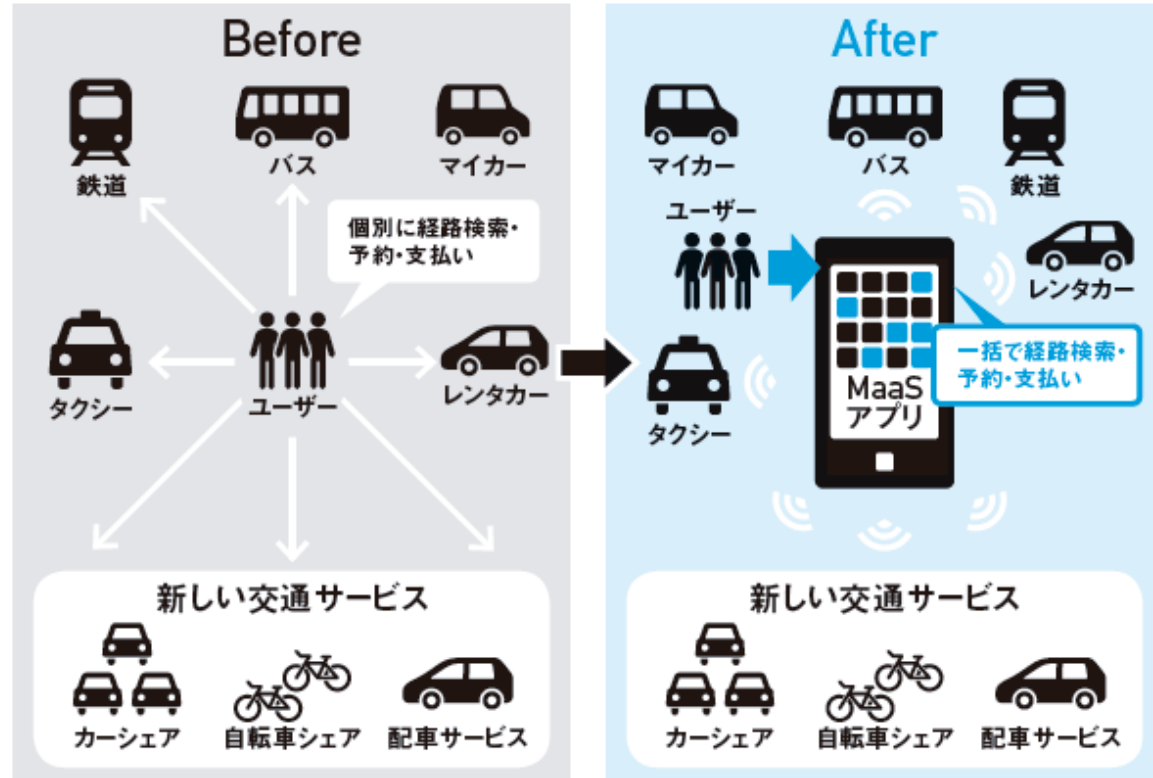 Before
鉄道
バス
マイカー
個別に経路検索・
予約・支払い
タクシー
ユーザー
レンタカー
新しい交通サービス
カーシェア
自転車シェア
配車サービス
After
マイカー
バス
鉄道
ユーザー
レンタカー
一括で経路検索・
予約・支払い
MaaS
アプリ
タクシー
新しい交通サービス
カーシェア
自転車シェア
配車サービス